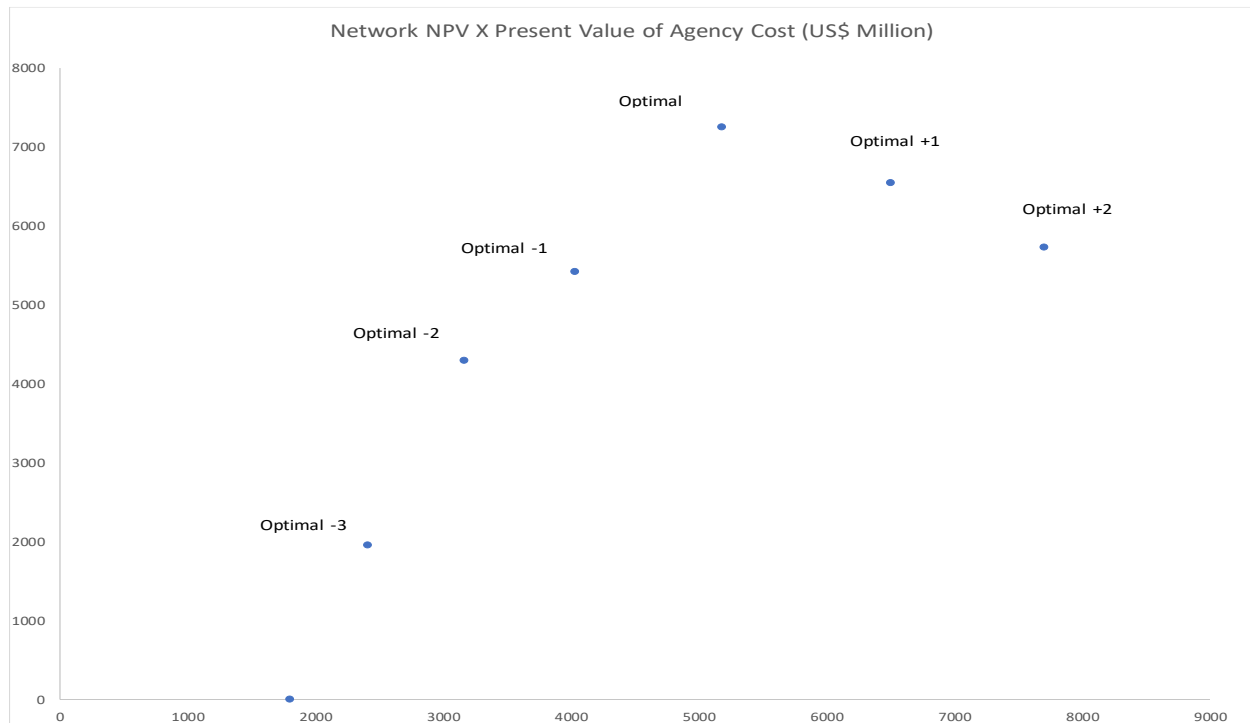 Network NPV X Present Value of Agency Cost (US$ Million)
8000
Optimal
7000
Optimal +1
6000
Optimal +2
Optimal -1
5000
Optimal -2
4000
3000
Optimal -3
2000
1000
0
0 1000 2000 3000 4000 5000 6000 7000 8000 9000